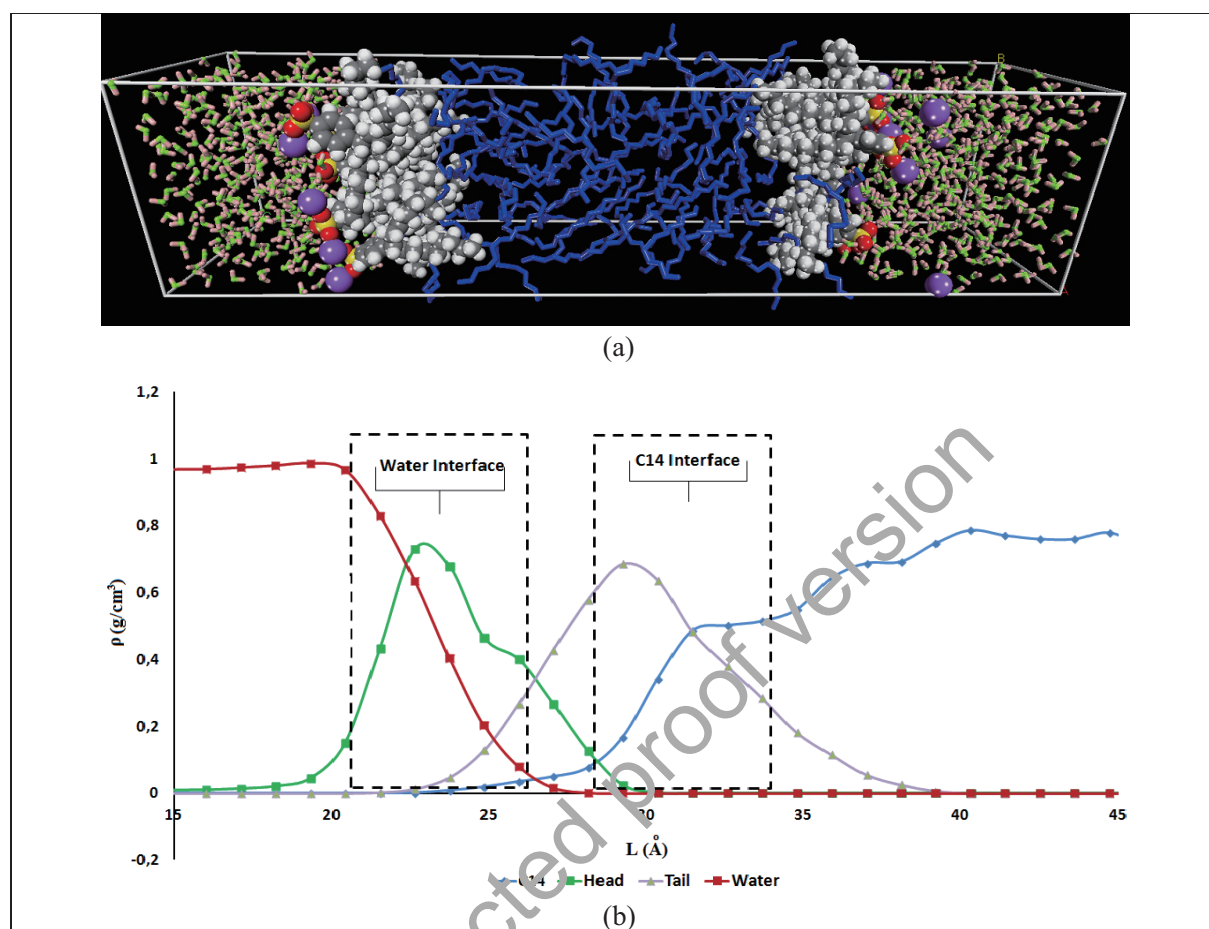 B
A
(a)
1,2
1
0,8
0,6
0,4
0,2
0
-0,2
ρ (g/cm³)
Water Interface
C14 Interface
15
20
25
35
40
45
L (Å)
Head
Tail
Water
(b)
cted proof version